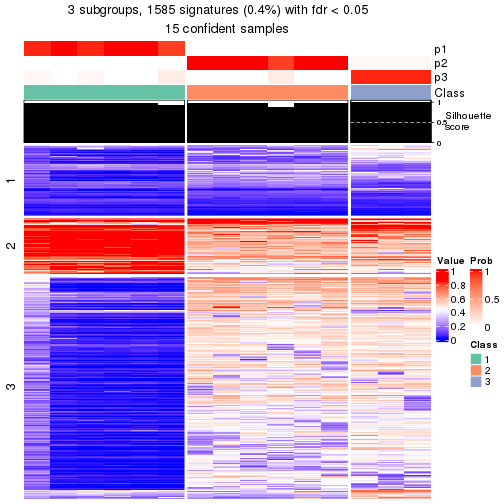 3 subgroups, 1585 signatures (0.4%) with fdr < 0.05
15 confident samples
p1
p2
p3
Class
1
0.5
0
Silhouette
score
1
2
3
Value
1
0.8
0.6
0.4
0.2
0
Prob
1
0.5
0
Class
1
2
3